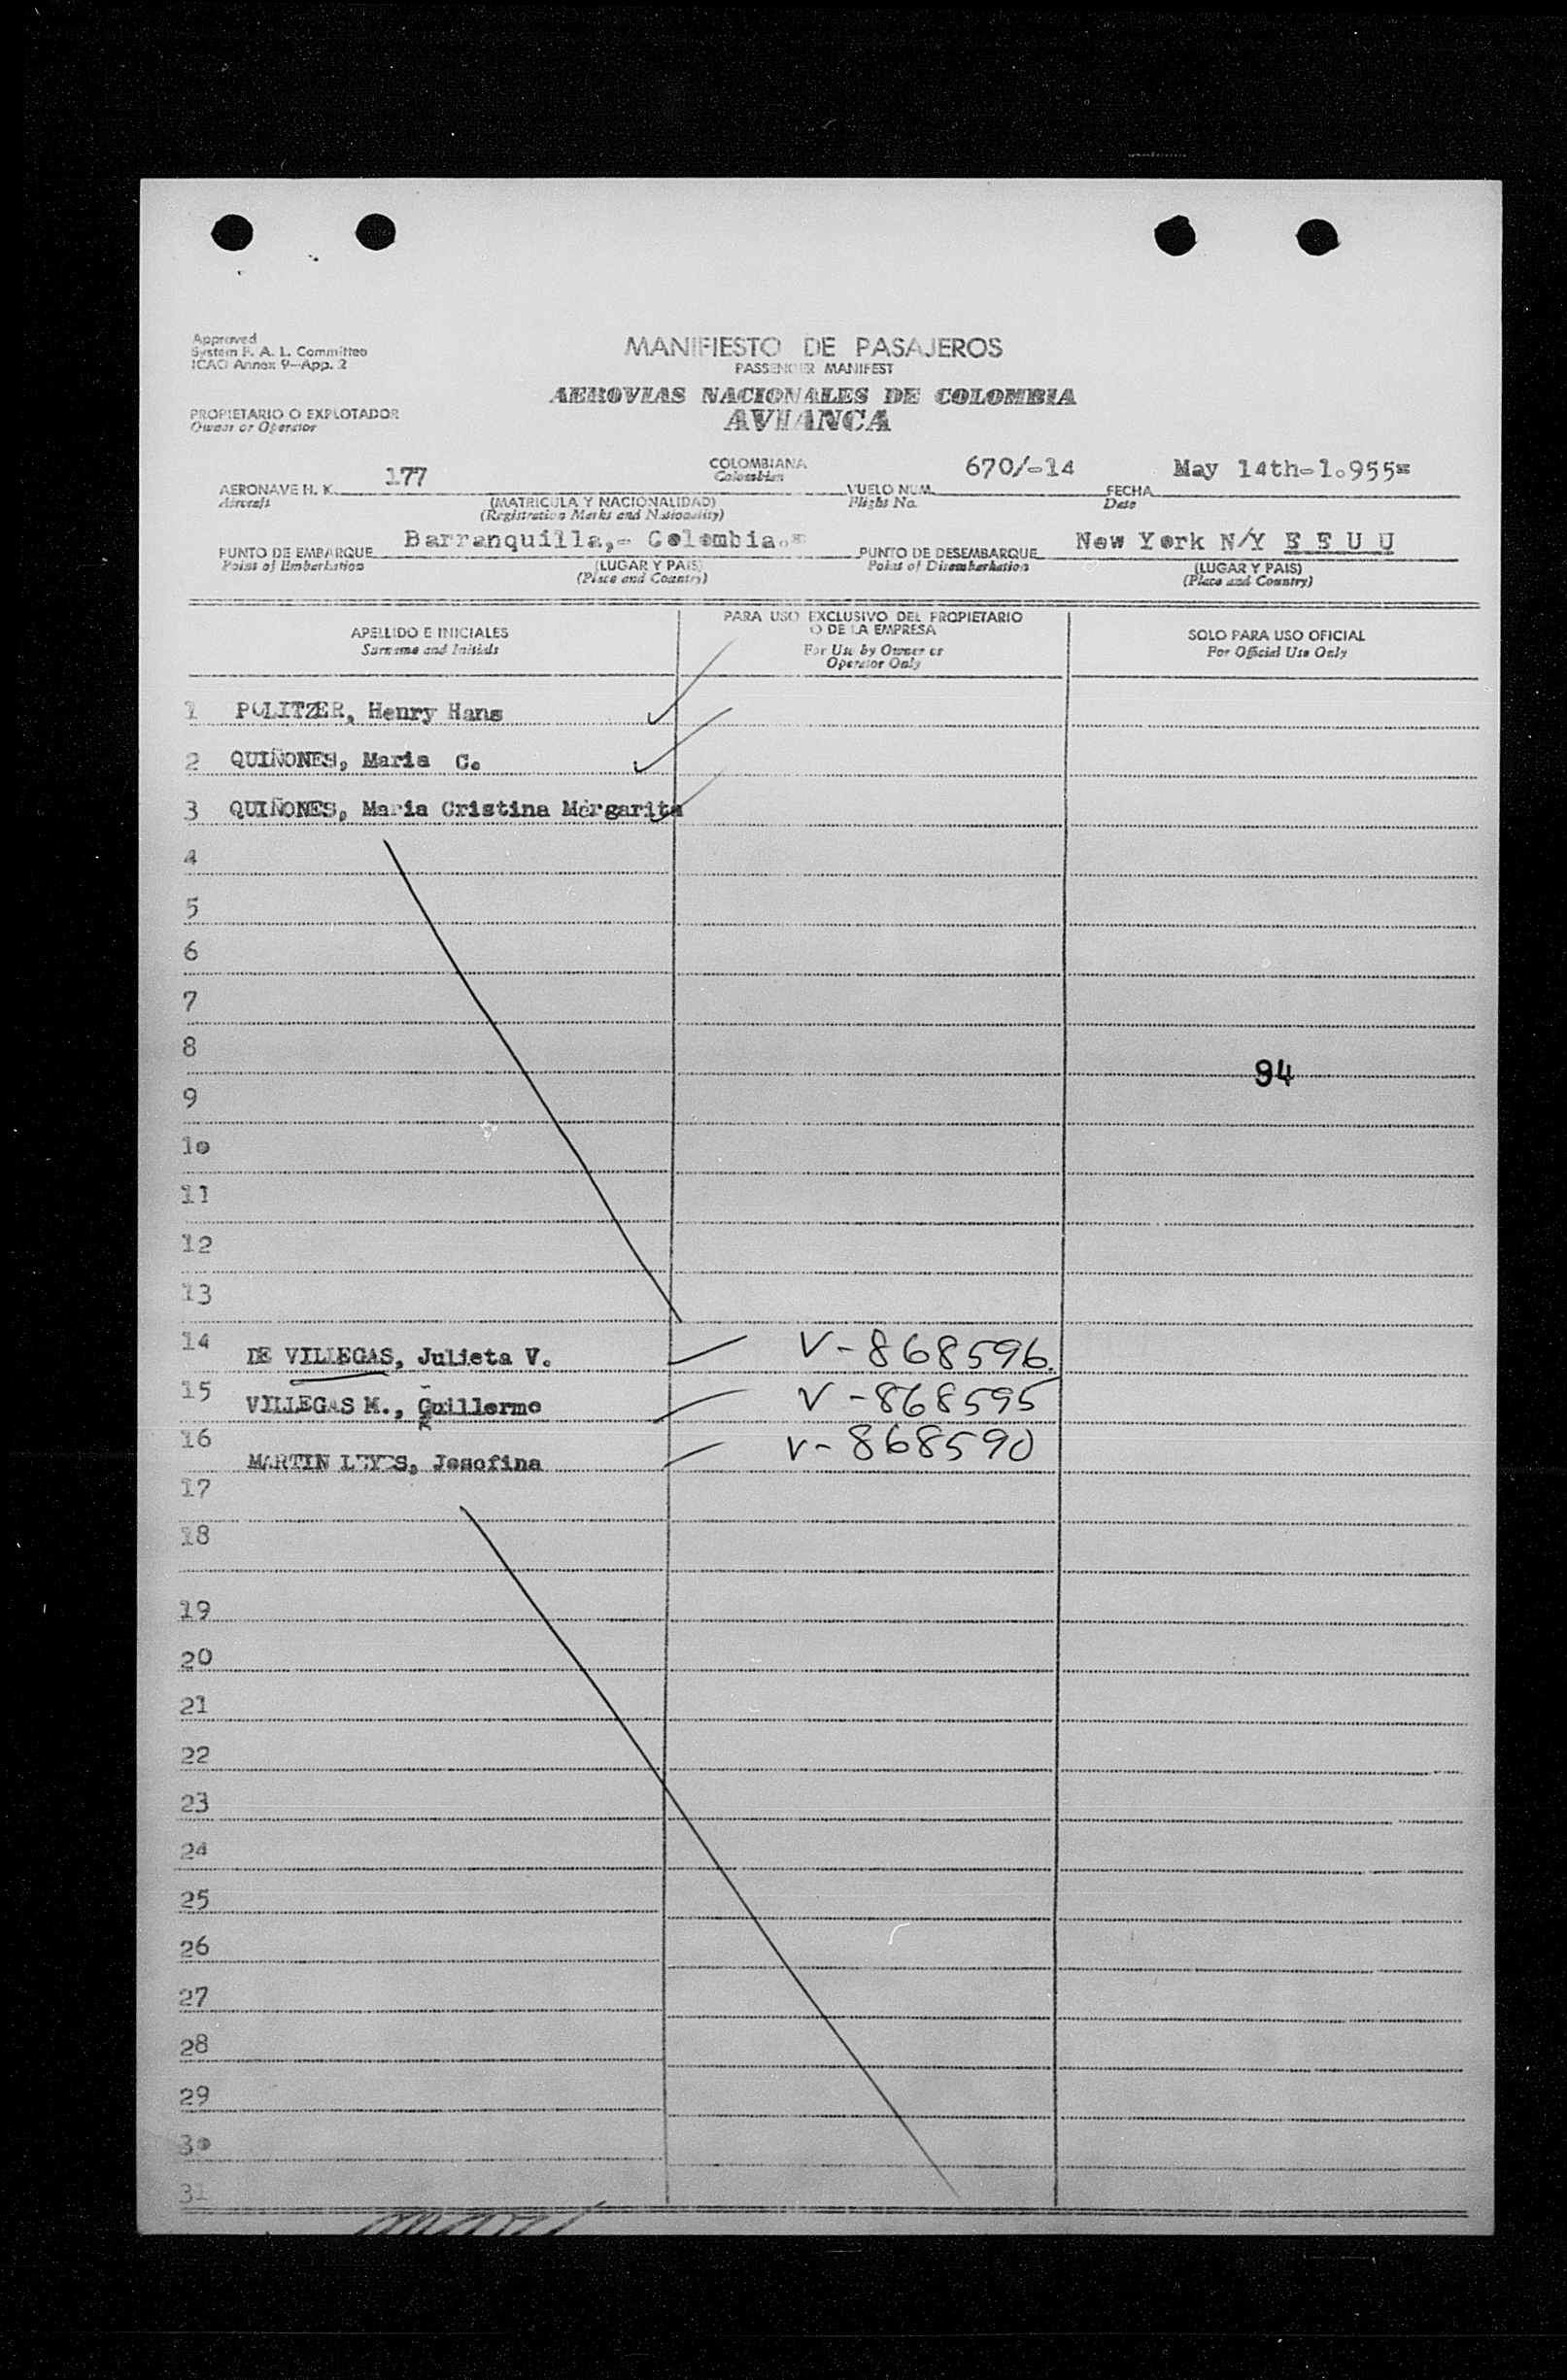 Approved
System F. A. L. Committee
ICAO Annex 9—App. 2
MANIFIESTO DE PASAJEROS
PASSENGER MANIFEST
AEROVIAS NACIONALES DE COLOMBIA
AVIANCA
PROPIETARIO O EXPLOTADOR
Owner or Operator
AERONAVE H. K. 177 COLOMBIANA VUELO NUM. 670/-14 FECHA May 14th-1.955=
Aircraft Colombian Flight No. Date
(MATRICULA Y NACIONALIDAD)
(Registration Marks and Nationality)
PUNTO DE EMBARQUE Barranquilla,- Colombia.= PUNTO DE DESEMBARQUE New York N/Y E E U U
Point of Embarkation (LUGAR Y PAIS) Point of Disembarkation (LUGAR Y PAIS)
(Place and Country) (Place and Country)
APELLIDO E INICIALES
Surname and Initials
PARA USO EXCLUSIVO DEL PROPIETARIO
O DE LA EMPRESA
For Use by Owner or
Operator Only
SOLO PARA USO OFICIAL
For Official Use Only
1 POLITZER, Henry Hans
2 QUIÑONES, Maria C.
3 QUIÑONES, Maria Cristina Margarita
4
5
6
7
8
94
9
10
11
12
13
14 DE VILLEGAS, Julieta V. V-868596.
15 VILLEGAS M., Guillermo V-868595
16 MARTIN LEYES, Josefina V-868590
17
18
19
20
21
22
23
24
25
26
27
28
29
30
31